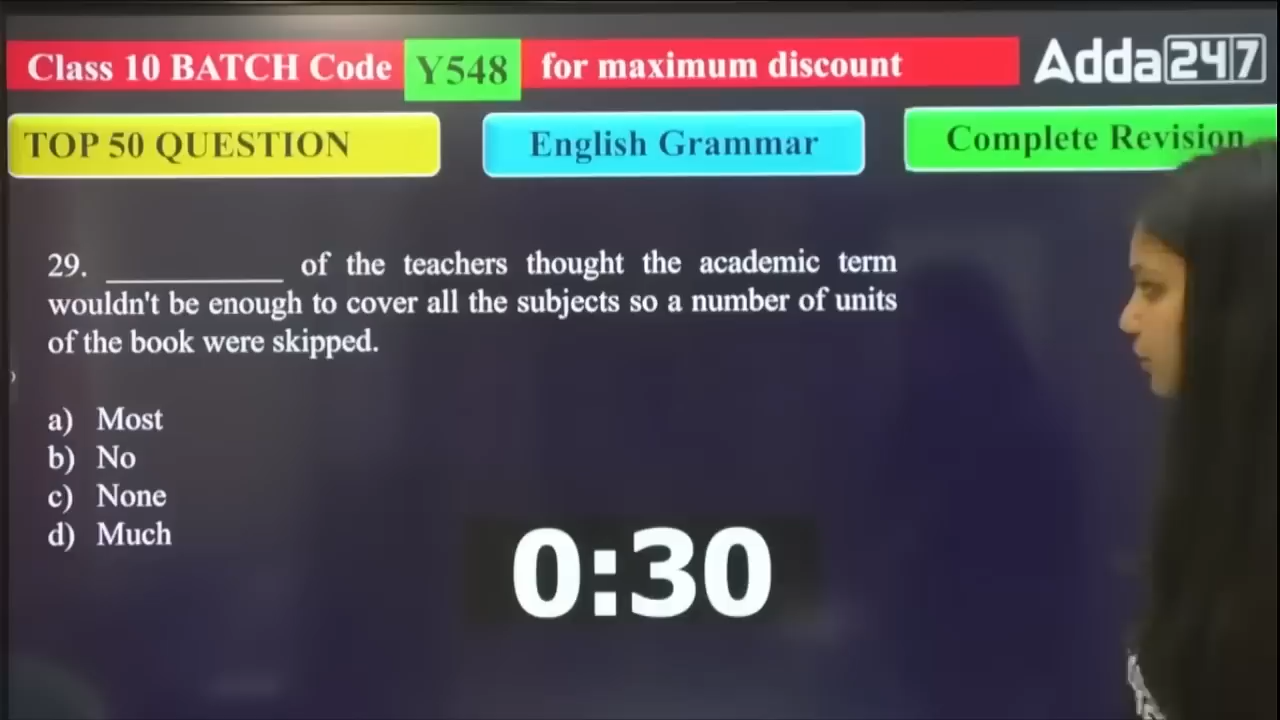 Class 10 BATCH Code Y548 for maximum discount
Adda247
TOP 50 QUESTION
English Grammar
Complete Revision
29. __________ of the teachers thought the academic term
wouldn't be enough to cover all the subjects so a number of units
of the book were skipped.
a) Most
b) No
c) None
d) Much
0:30